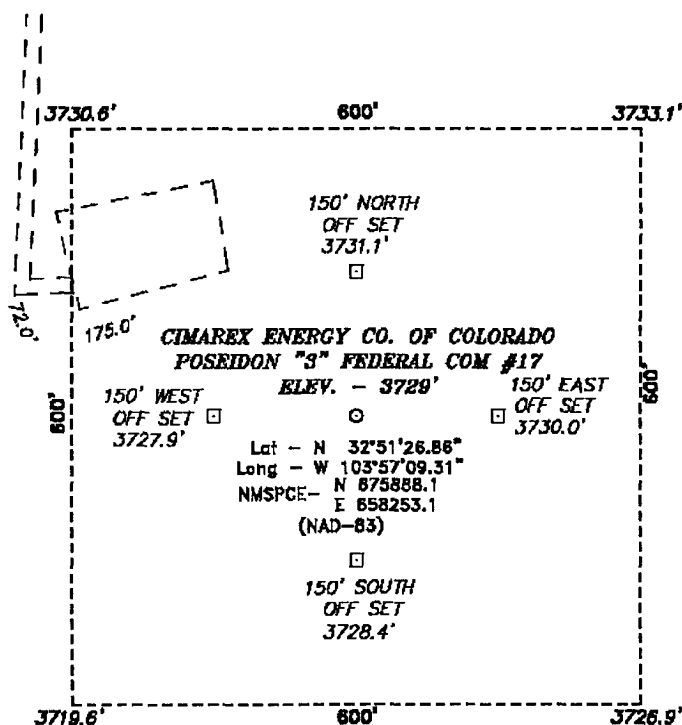 3730.6' 600' 3733.1'
150' NORTH
OFF SET
3731.1'
72.0'
175.0'
CIMAREX ENERGY CO. OF COLORADO
POSEIDON "3" FEDERAL COM #17
ELEV. - 3729'
600'
150' WEST
OFF SET
3727.9'
150' EAST
OFF SET
3730.0'
600'
Lat - N 32°51'26.86"
Long - W 103°57'09.31"
NMSPCE- N 675888.1
E 658253.1
(NAD-83)
150' SOUTH
OFF SET
3728.4'
3719.6' 600' 3726.9'